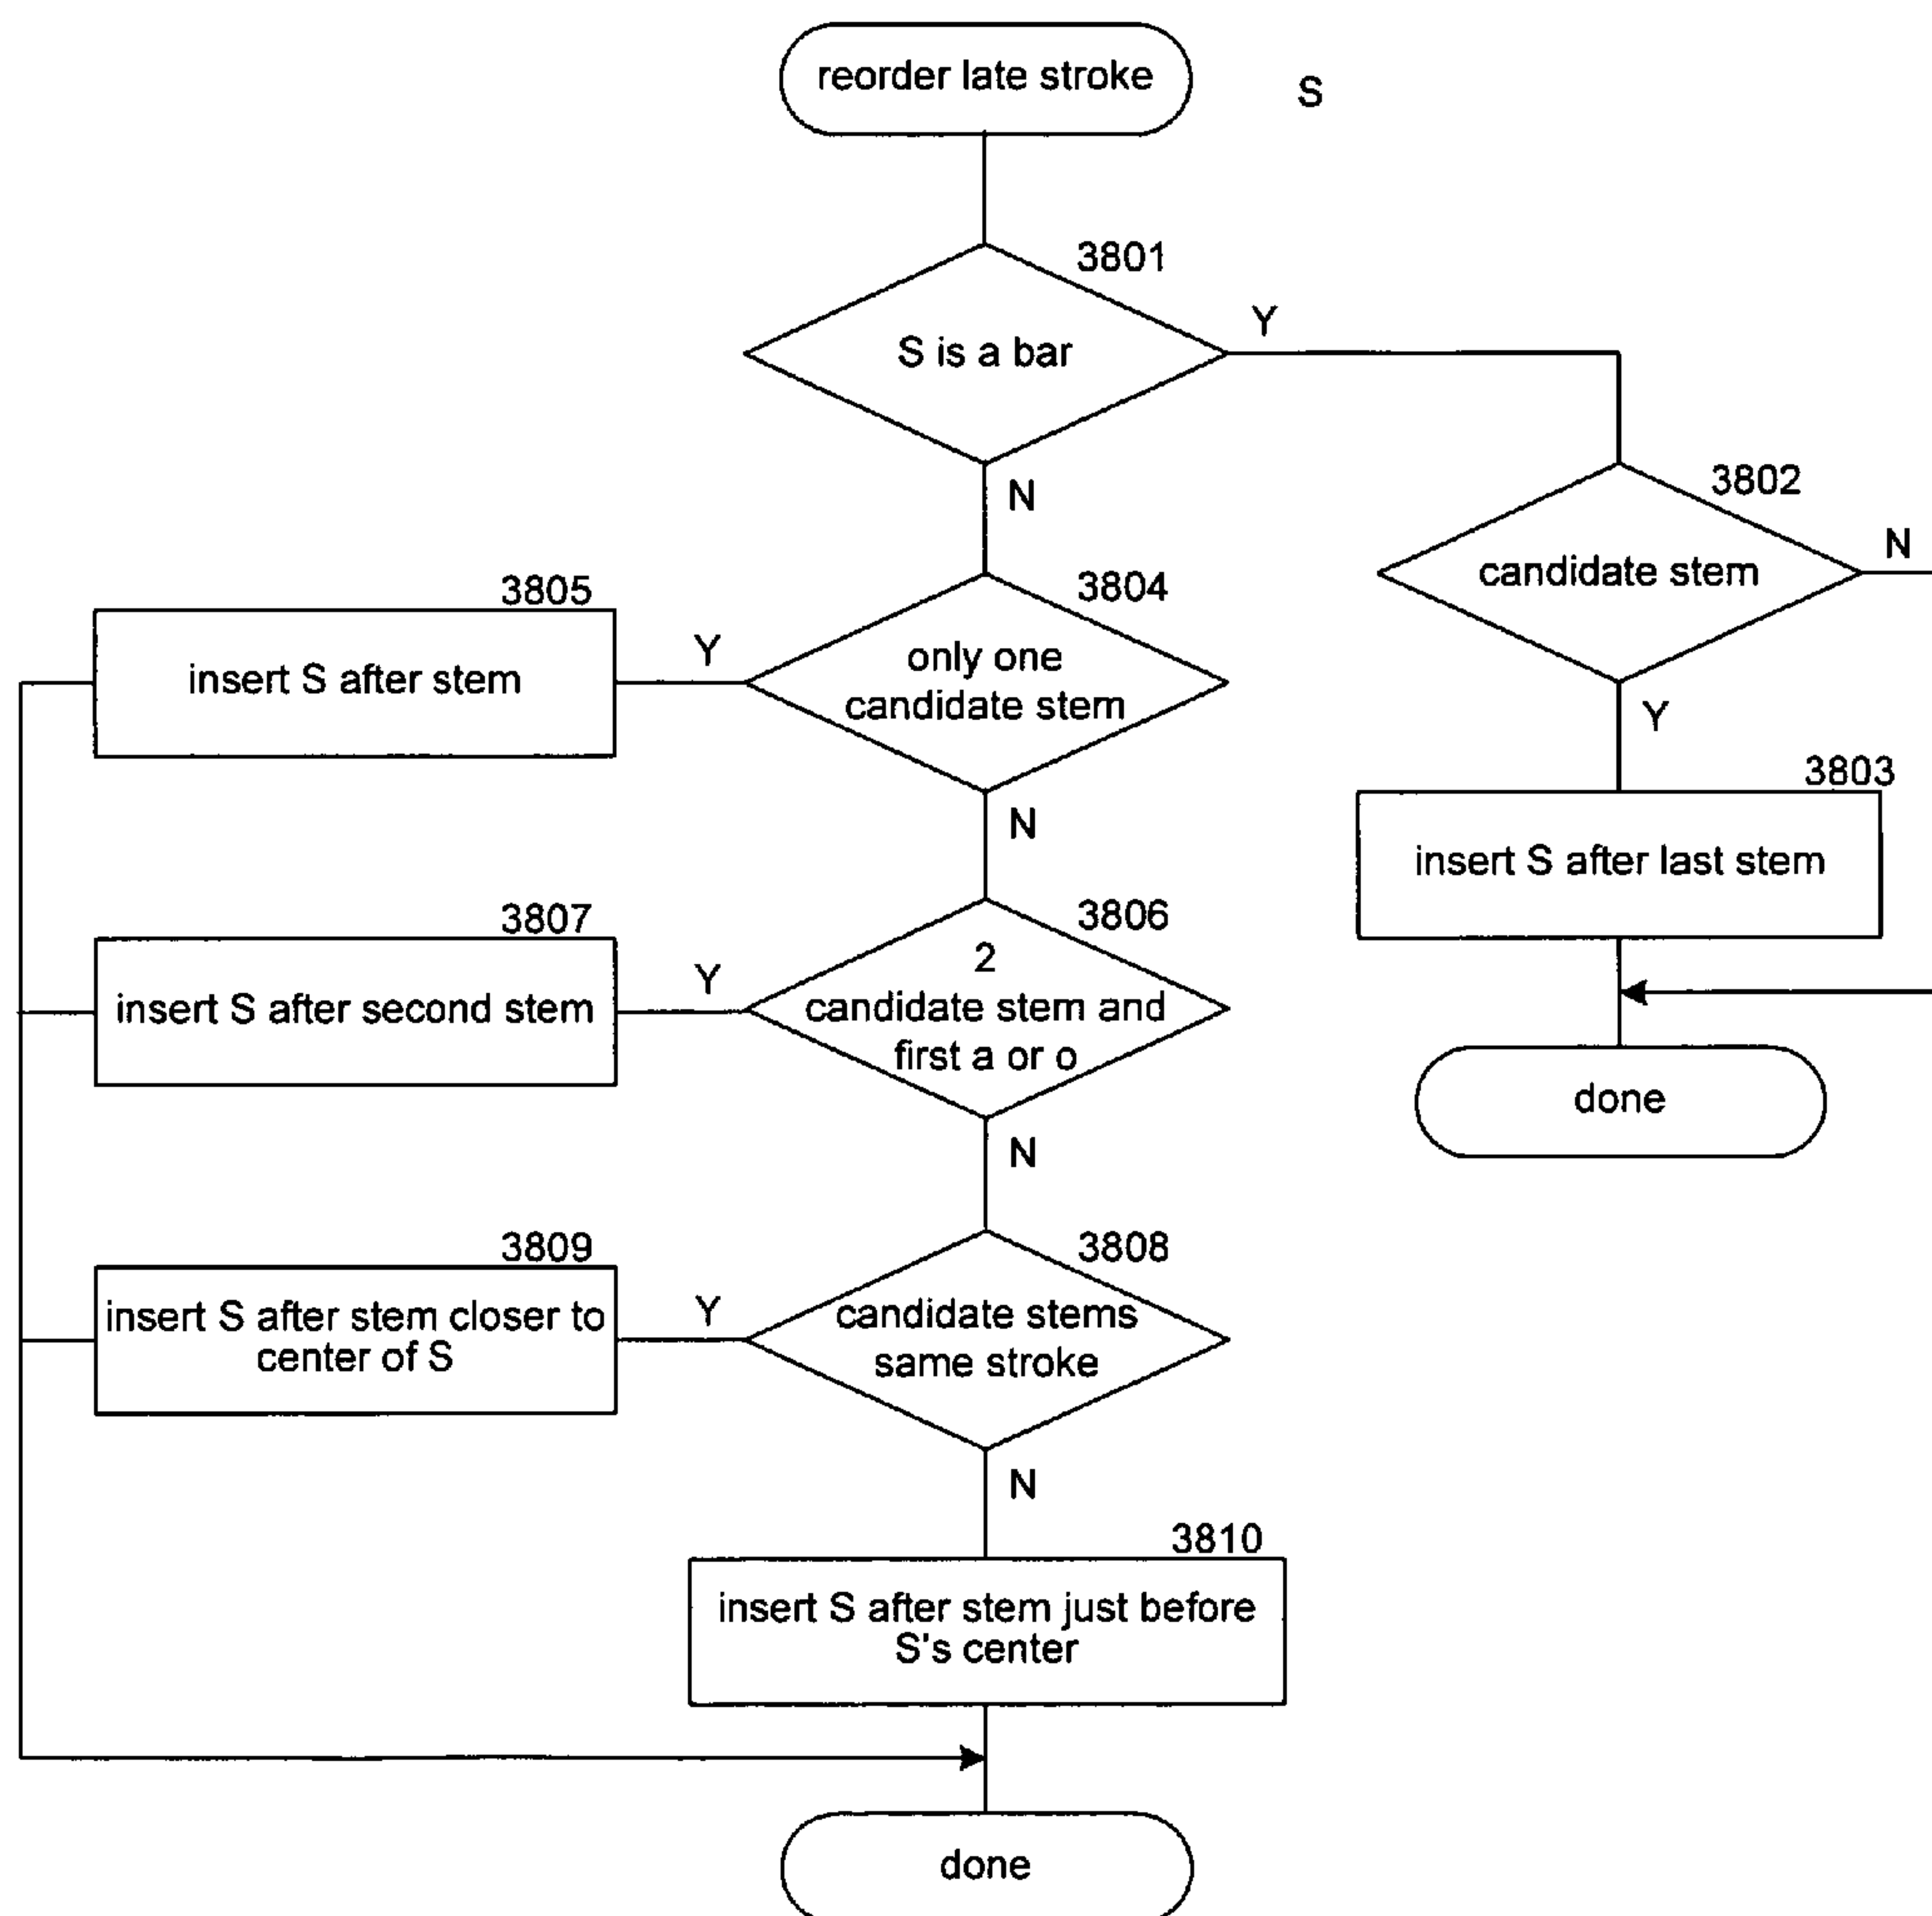 reorder late stroke
S
3801
S is a bar
Y
N
3802
candidate stem
N
Y
3803
insert S after last stem
done
3804
only one
candidate stem
Y
N
3805
insert S after stem
3806
2
candidate stem and
first a or o
Y
N
3807
insert S after second stem
3808
candidate stems
same stroke
Y
N
3809
insert S after stem closer to
center of S
3810
insert S after stem just before
S's center
done